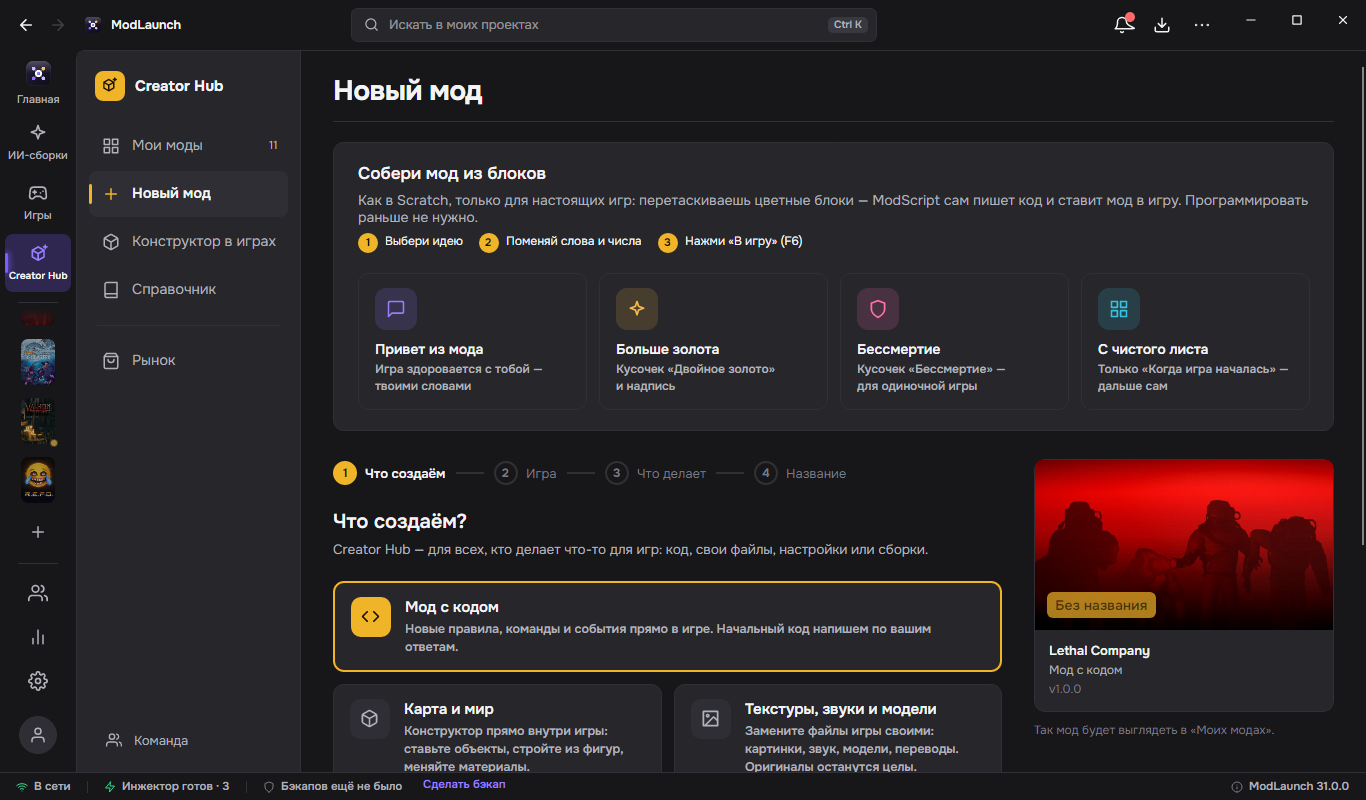 ModLaunch
Искать в моих проектах
Ctrl K
Главная
ИИ-сборки
Игры
Creator Hub
R.E.P.O.
Creator Hub
Мои моды
11
Новый мод
Конструктор в играх
Справочник
Рынок
Команда
Новый мод
Собери мод из блоков
Как в Scratch, только для настоящих игр: перетаскиваешь цветные блоки — ModScript сам пишет код и ставит мод в игру. Программировать
раньше не нужно.
1 Выбери идею
2 Поменяй слова и числа
3 Нажми «В игру» (F6)
Привет из мода
Игра здоровается с тобой —
твоими словами
Больше золота
Кусочек «Двойное золото»
и надпись
Бессмертие
Кусочек «Бессмертие» —
для одиночной игры
С чистого листа
Только «Когда игра началась» —
дальше сам
1 Что создаём
2 Игра
3 Что делает
4 Название
Что создаём?
Creator Hub — для всех, кто делает что-то для игр: код, свои файлы, настройки или сборки.
Мод с кодом
Новые правила, команды и события прямо в игре. Начальный код напишем по вашим
ответам.
Карта и мир
Конструктор прямо внутри игры:
ставьте объекты, стройте из фигур,
меняйте материалы.
Текстуры, звуки и модели
Замените файлы игры своими:
картинки, звук, модели, переводы.
Оригиналы останутся целы.
Без названия
Lethal Company
Мод с кодом
v1.0.0
Так мод будет выглядеть в «Моих модах».
В сети
Инжектор готов · 3
Бэкапов ещё не было
Сделать бэкап
ModLaunch 31.0.0